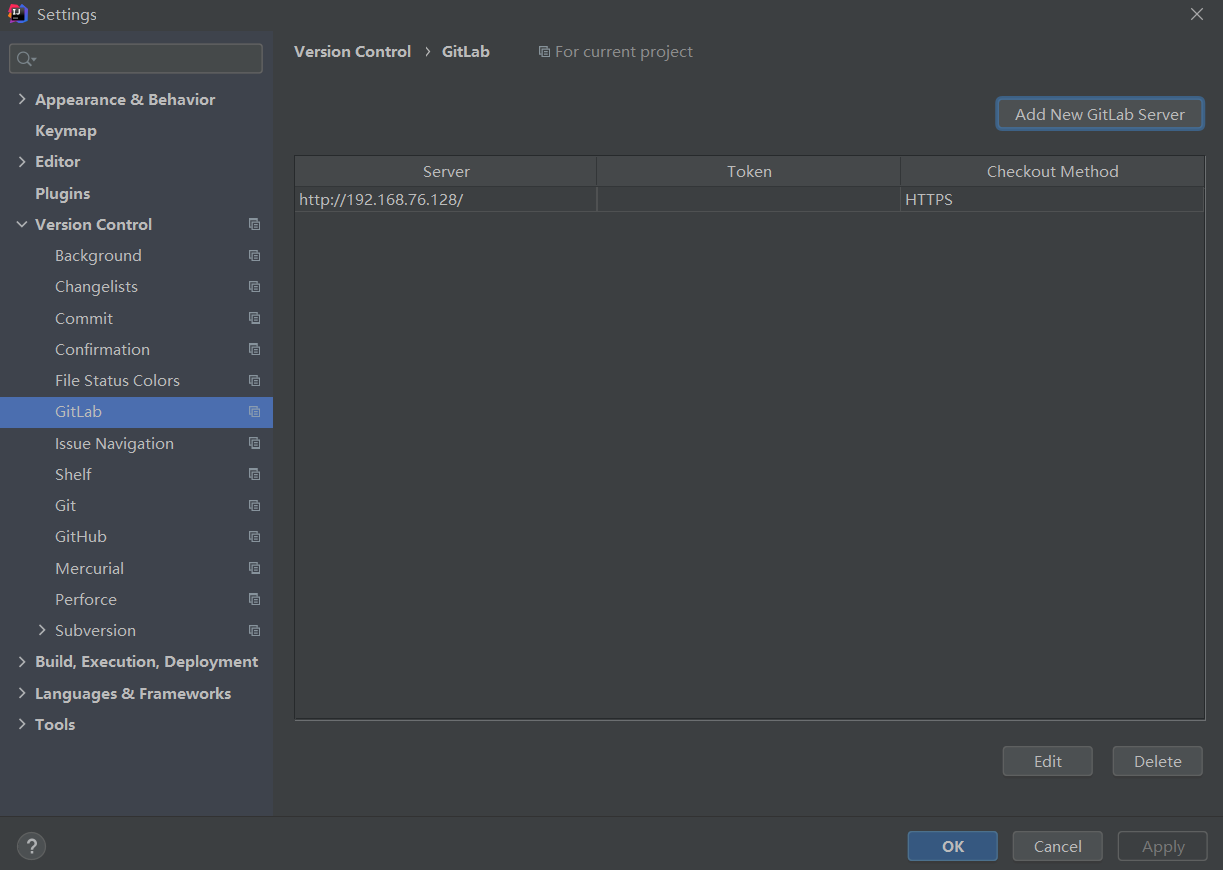 Settings
Version Control › GitLab For current project
Appearance & Behavior
Keymap
Editor
Plugins
Version Control
Background
Changelists
Commit
Confirmation
File Status Colors
GitLab
Issue Navigation
Shelf
Git
GitHub
Mercurial
Perforce
Subversion
Build, Execution, Deployment
Languages & Frameworks
Tools
Add New GitLab Server
Server Token Checkout Method
http://192.168.76.128/ HTTPS
Edit Delete
? OK Cancel Apply